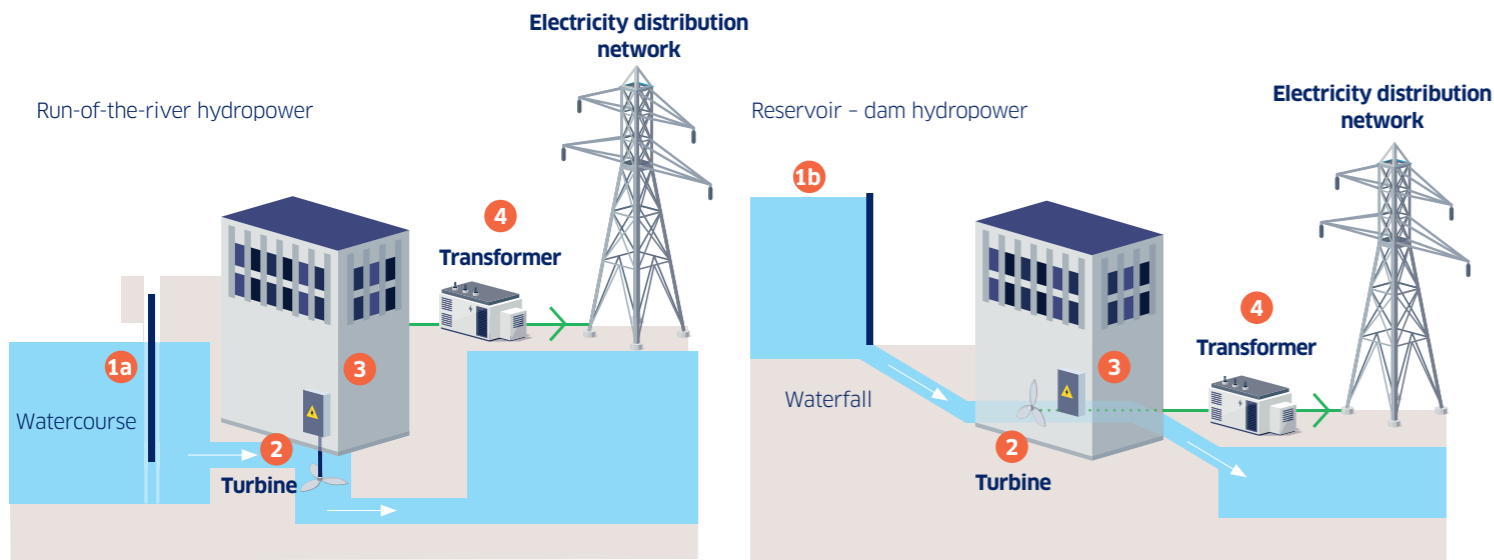 Run-of-the-river hydropower
Electricity distribution
network
4
Transformer
1a
3
Watercourse
2
Turbine
Reservoir – dam hydropower
Electricity distribution
network
1b
4
Transformer
3
Waterfall
2
Turbine